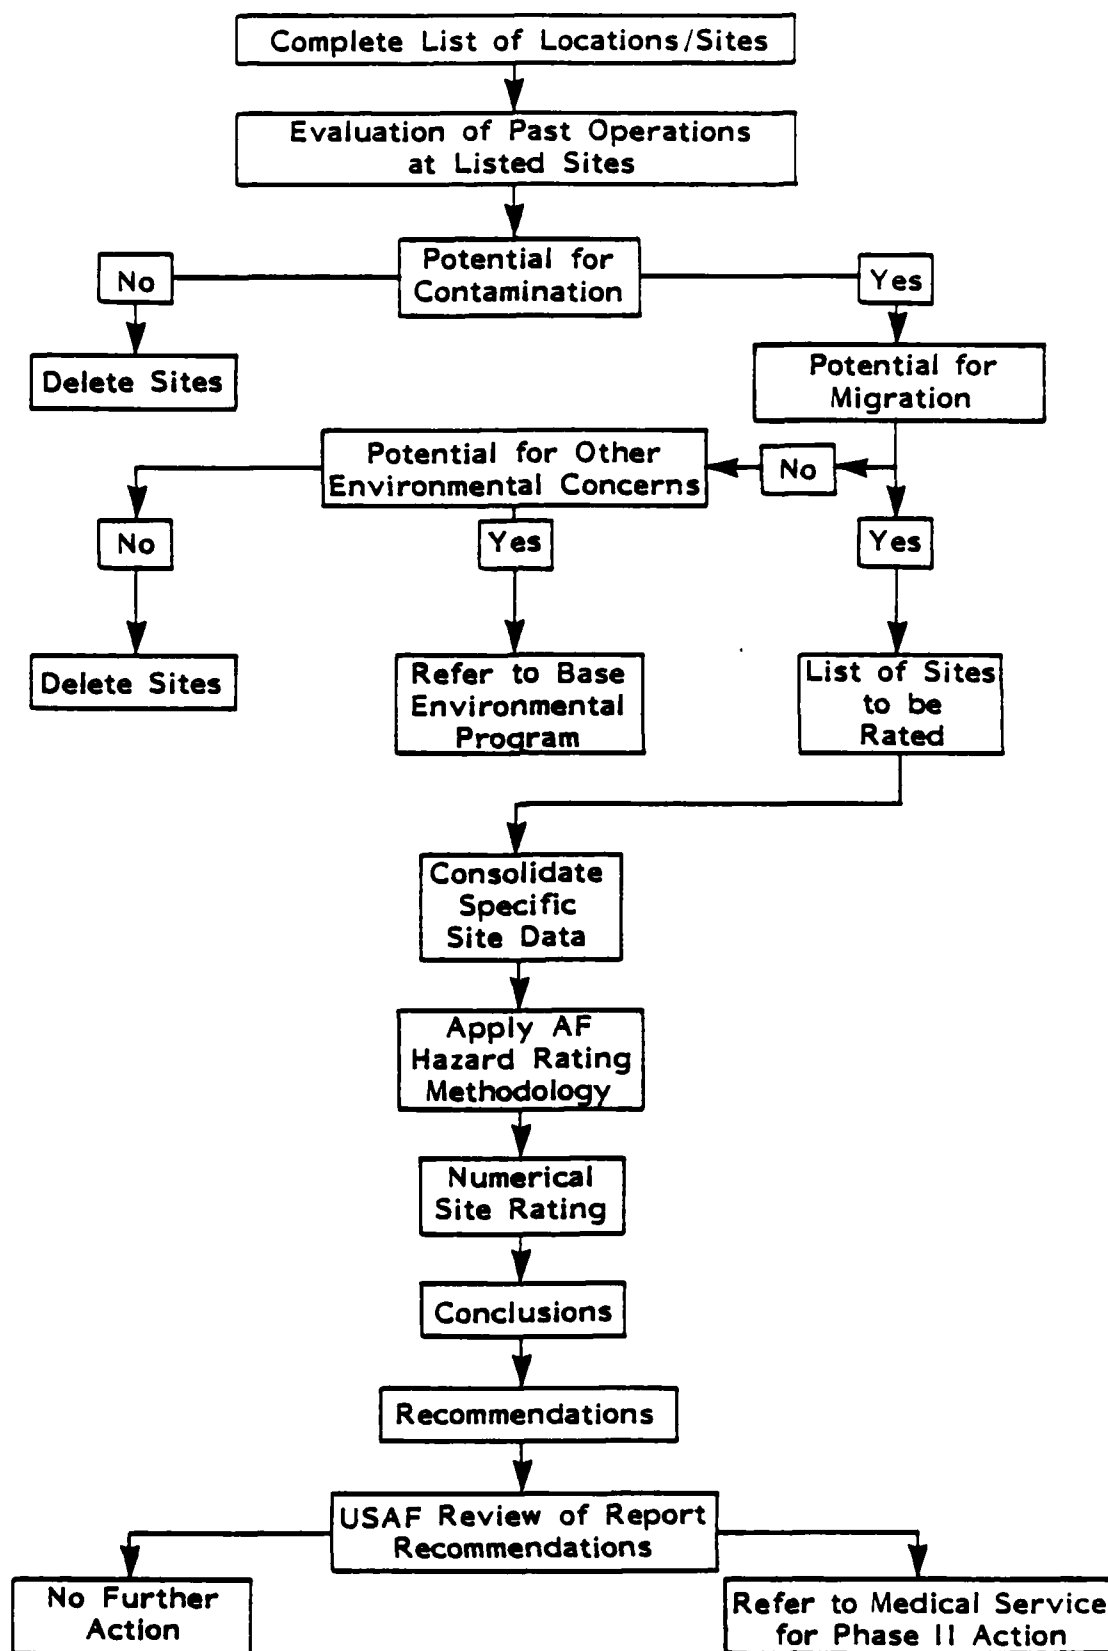 Complete List of Locations/Sites
Evaluation of Past Operations
at Listed Sites
Potential for
Contamination
No
Yes
Delete Sites
Potential for
Migration
Potential for Other
Environmental Concerns
No
No
Yes
Yes
Delete Sites
Refer to Base
Environmental
Program
List of Sites
to be
Rated
Consolidate
Specific
Site Data
Apply AF
Hazard Rating
Methodology
Numerical
Site Rating
Conclusions
Recommendations
USAF Review of Report
Recommendations
No Further
Action
Refer to Medical Service
for Phase II Action